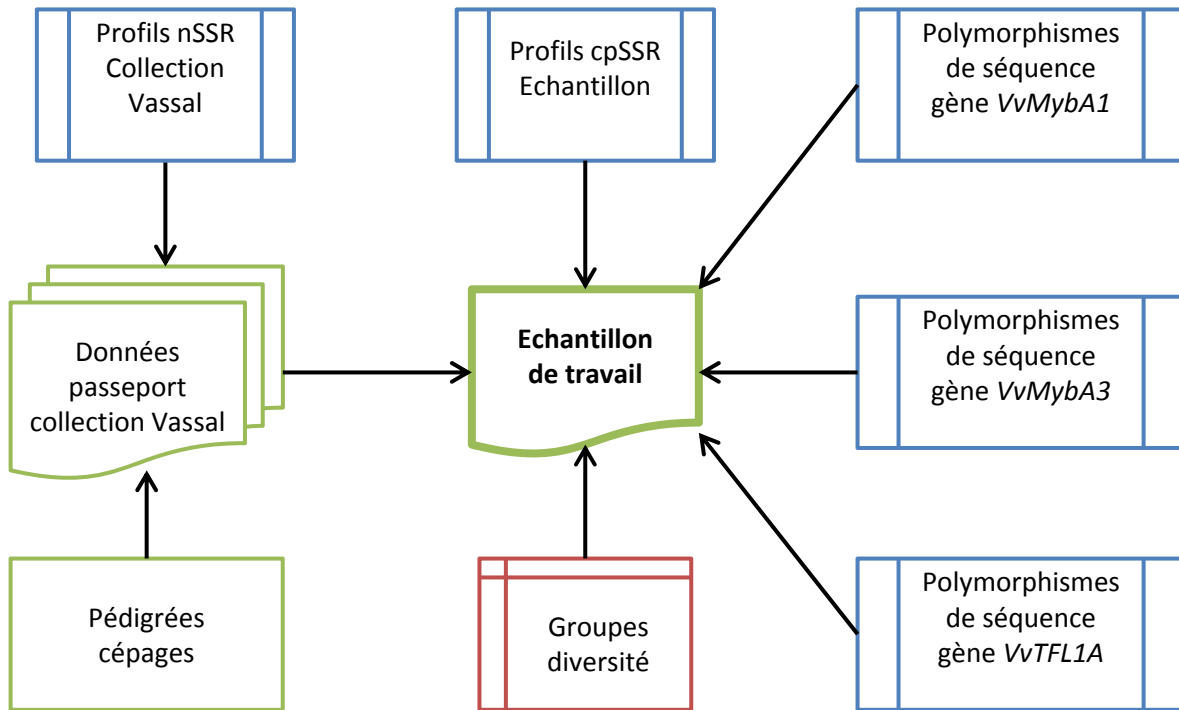 Profils nSSR
Collection
Vassal
Profils cpSSR
Echantillon
Polymorphismes
de séquence
gène VvMybA1
Données
passeport
collection Vassal
Echantillon
de travail
Polymorphismes
de séquence
gène VvMybA3
Pédigrées
cépages
Groupes
diversité
Polymorphismes
de séquence
gène VvTFL1A